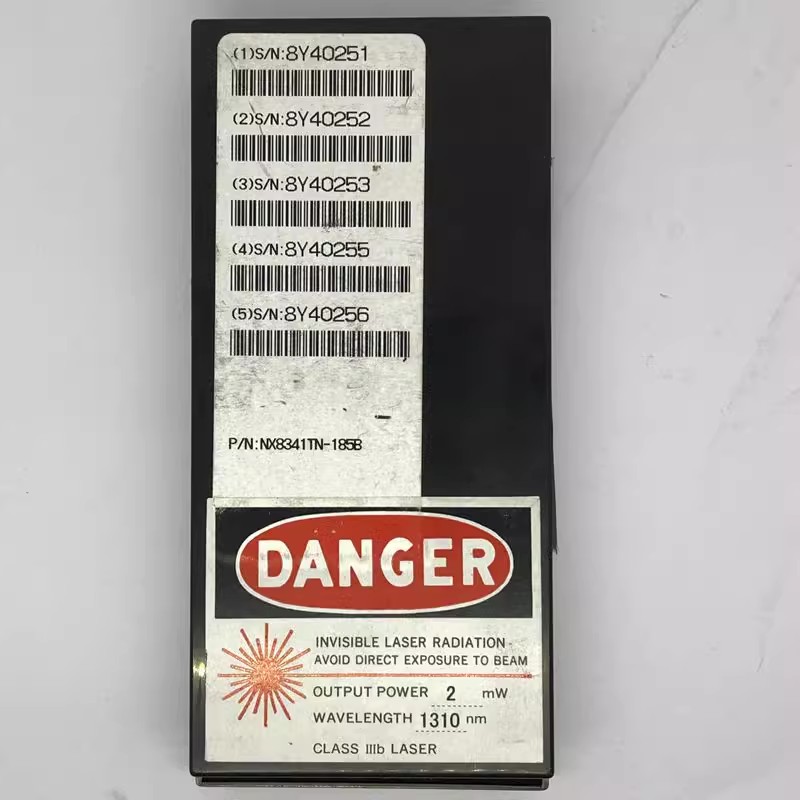 (1)S/N:8Y40251
(2)S/N:8Y40252
(3)S/N:8Y40253
(4)S/N:8Y40255
(5)S/N:8Y40256
P/N:NX8341TN-185B
DANGER
INVISIBLE LASER RADIATION-
AVOID DIRECT EXPOSURE TO BEAM
OUTPUT POWER 2 mW
WAVELENGTH 1310 nm
CLASS IIIb LASER